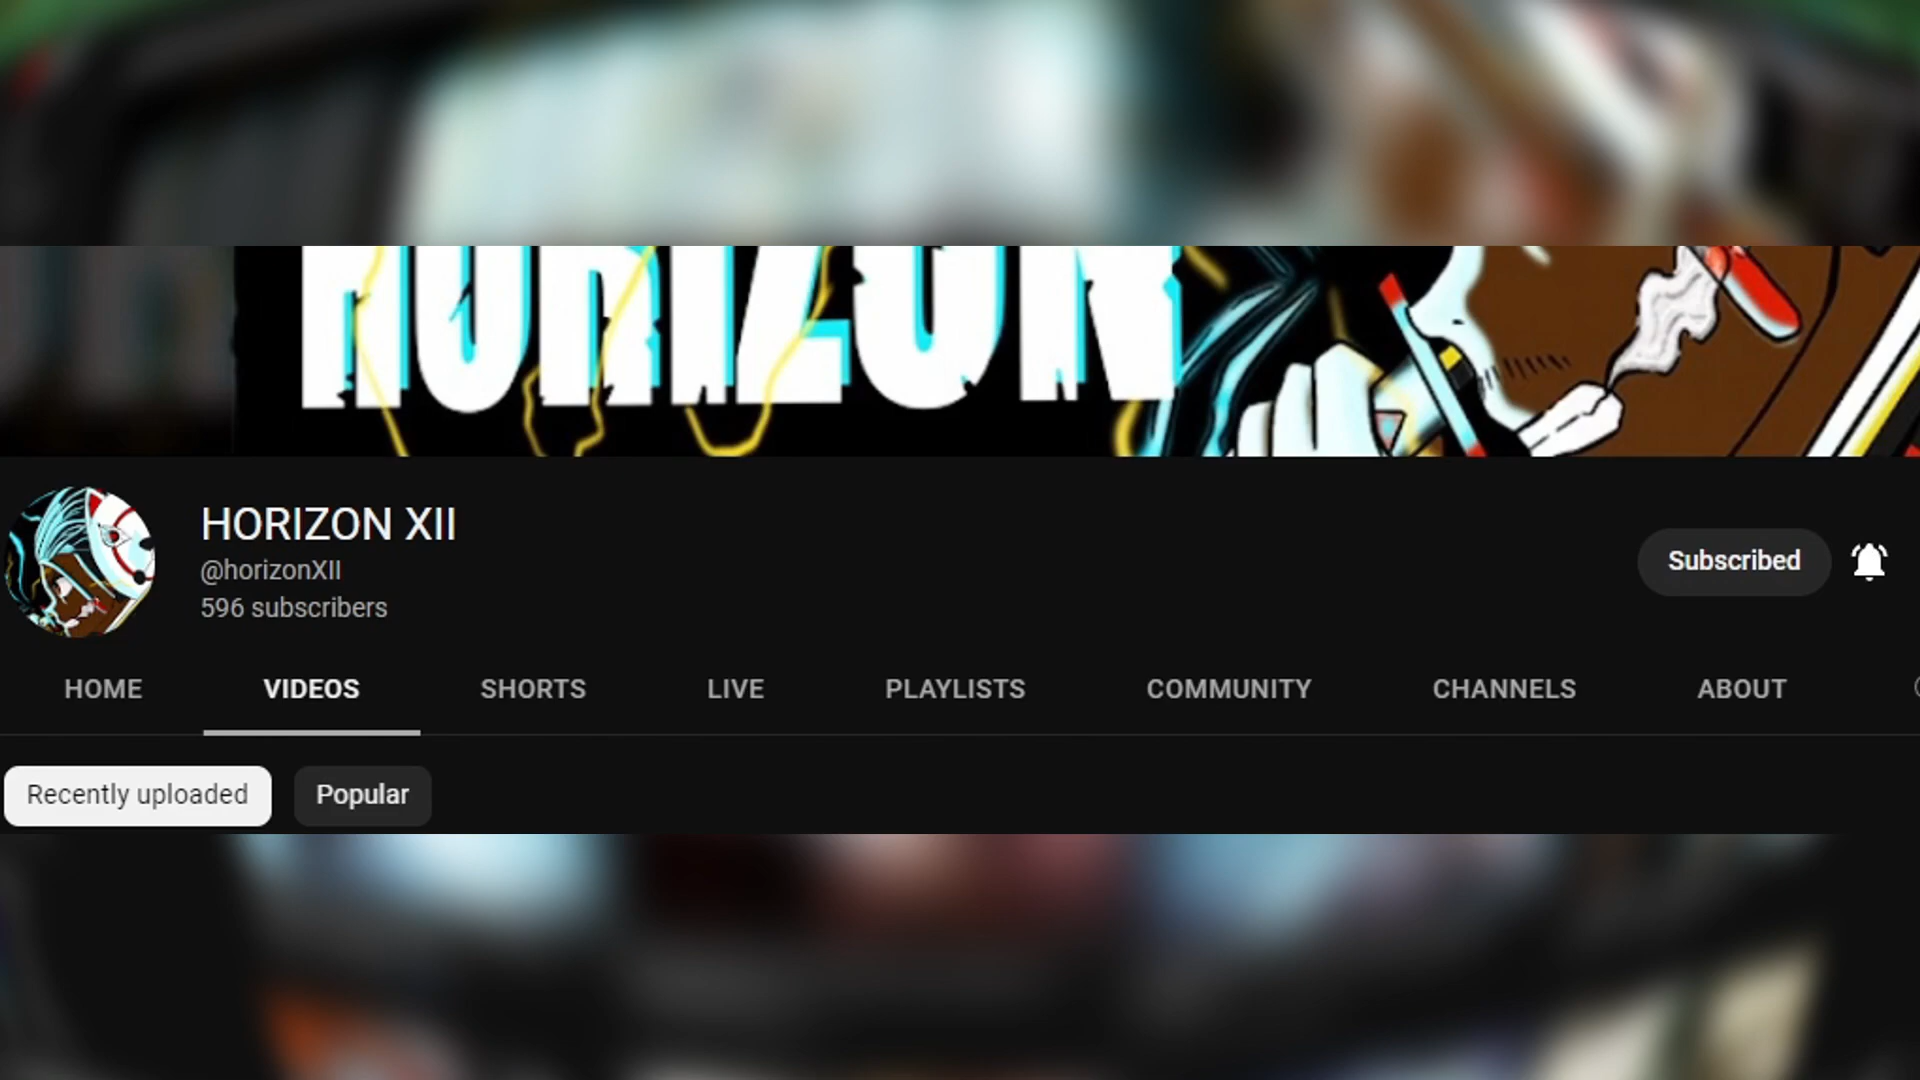 HORIZON
HORIZON XII
@horizonXII
596 subscribers
Subscribed
HOME VIDEOS SHORTS LIVE PLAYLISTS COMMUNITY CHANNELS ABOUT
Recently uploaded Popular